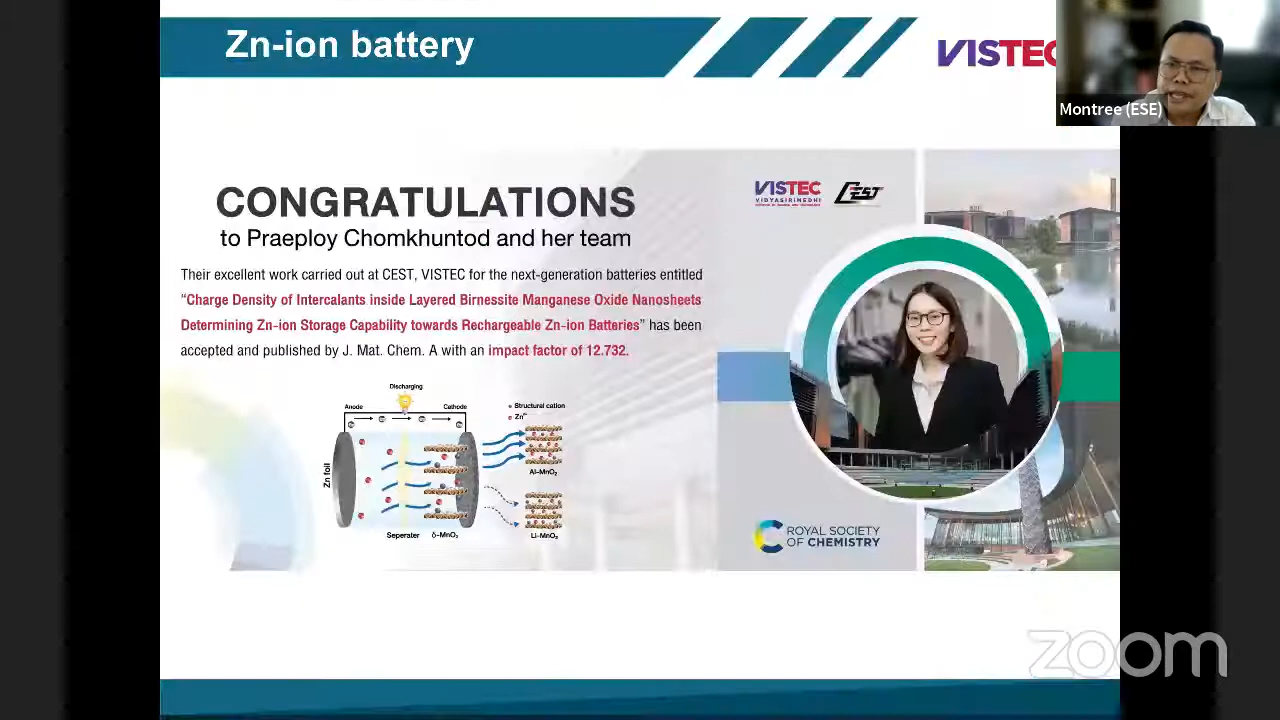 Zn-ion battery
VISTEC
Montree (ESE)
CONGRATULATIONS
to Praeploy Chomkhuntod and her team
Their excellent work carried out at CEST, VISTEC for the next-generation batteries entitled
“Charge Density of Intercalants inside Layered Birnessite Manganese Oxide Nanosheets
Determining Zn-ion Storage Capability towards Rechargeable Zn-ion Batteries” has been
accepted and published by J. Mat. Chem. A with an impact factor of 12.732.
VISTEC
VIDYASIRIMEDHI
CEST
Discharging
Anode
Cathode
Structural cation
Zn²⁺
Zn foil
Al-MnO₂
Seperater
δ-MnO₂
Li-MnO₂
ROYAL SOCIETY
OF CHEMISTRY
zoom